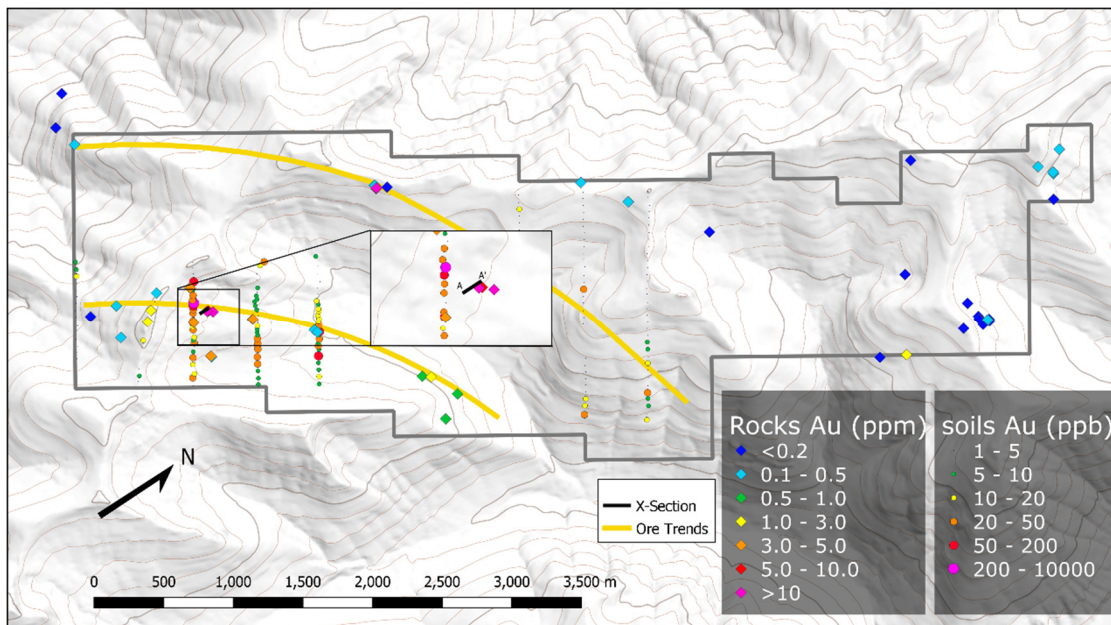 A
A'
N
X-Section
Ore Trends
0 500 1,000 1,500 2,000 2,500 3,000 3,500 m
Rocks Au (ppm)
<0.2
0.1 - 0.5
0.5 - 1.0
1.0 - 3.0
3.0 - 5.0
5.0 - 10.0
>10
soils Au (ppb)
1 - 5
5 - 10
10 - 20
20 - 50
50 - 200
200 - 10000